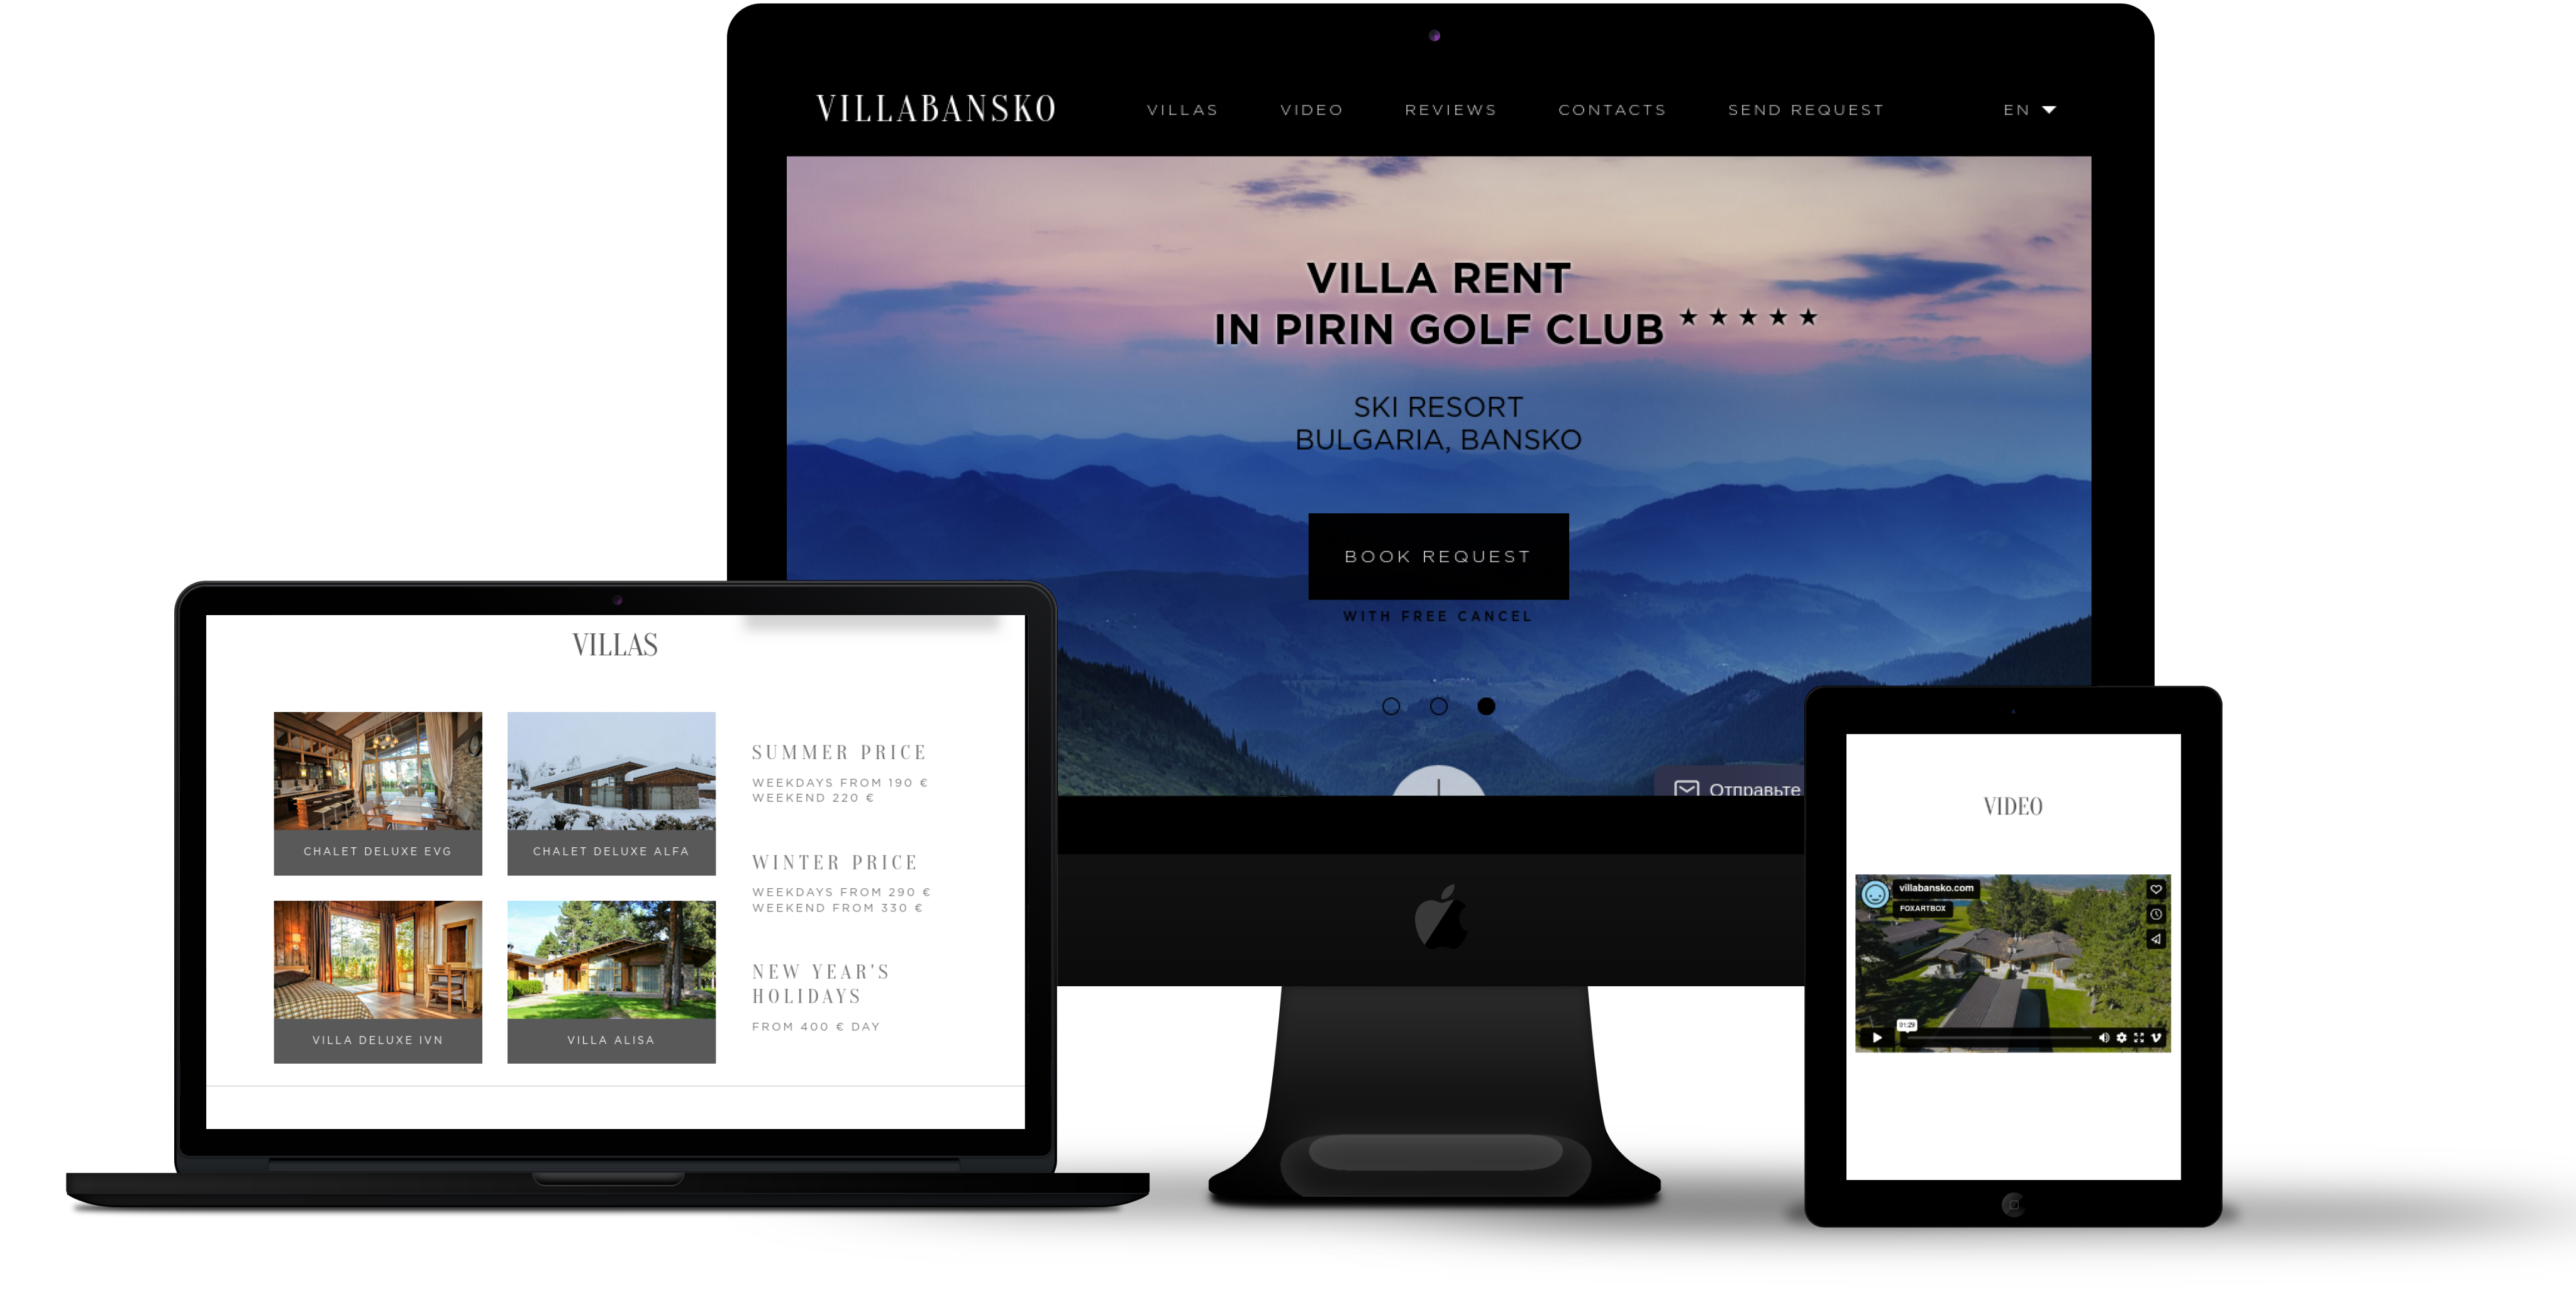 VILLABANSKO
VILLAS
VIDEO
REVIEWS
CONTACTS
SEND REQUEST
EN
VILLA RENT
IN PIRIN GOLF CLUB ★★★★★
SKI RESORT
BULGARIA, BANSKO
BOOK REQUEST
WITH FREE CANCEL
Отправьте
VILLAS
CHALET DELUXE EVG
CHALET DELUXE ALFA
VILLA DELUXE IVN
VILLA ALISA
SUMMER PRICE
WEEKDAYS FROM 190 €
WEEKEND 220 €
WINTER PRICE
WEEKDAYS FROM 290 €
WEEKEND FROM 330 €
NEW YEAR'S
HOLIDAYS
FROM 400 € DAY
VIDEO
villabansko.com
FOXARTBOX
01:29